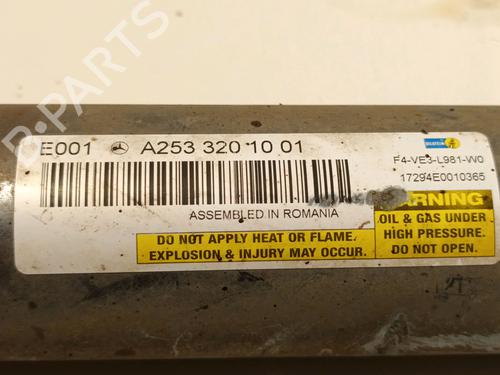 E001 A253 320 10 01
BILSTEIN
F4-VE3-L981-W0
17294E0010365
ASSEMBLED IN ROMANIA
WARNING
OIL & GAS UNDER
HIGH PRESSURE.
DO NOT OPEN.
DO NOT APPLY HEAT OR FLAME.
EXPLOSION & INJURY MAY OCCUR.
B-PARTS